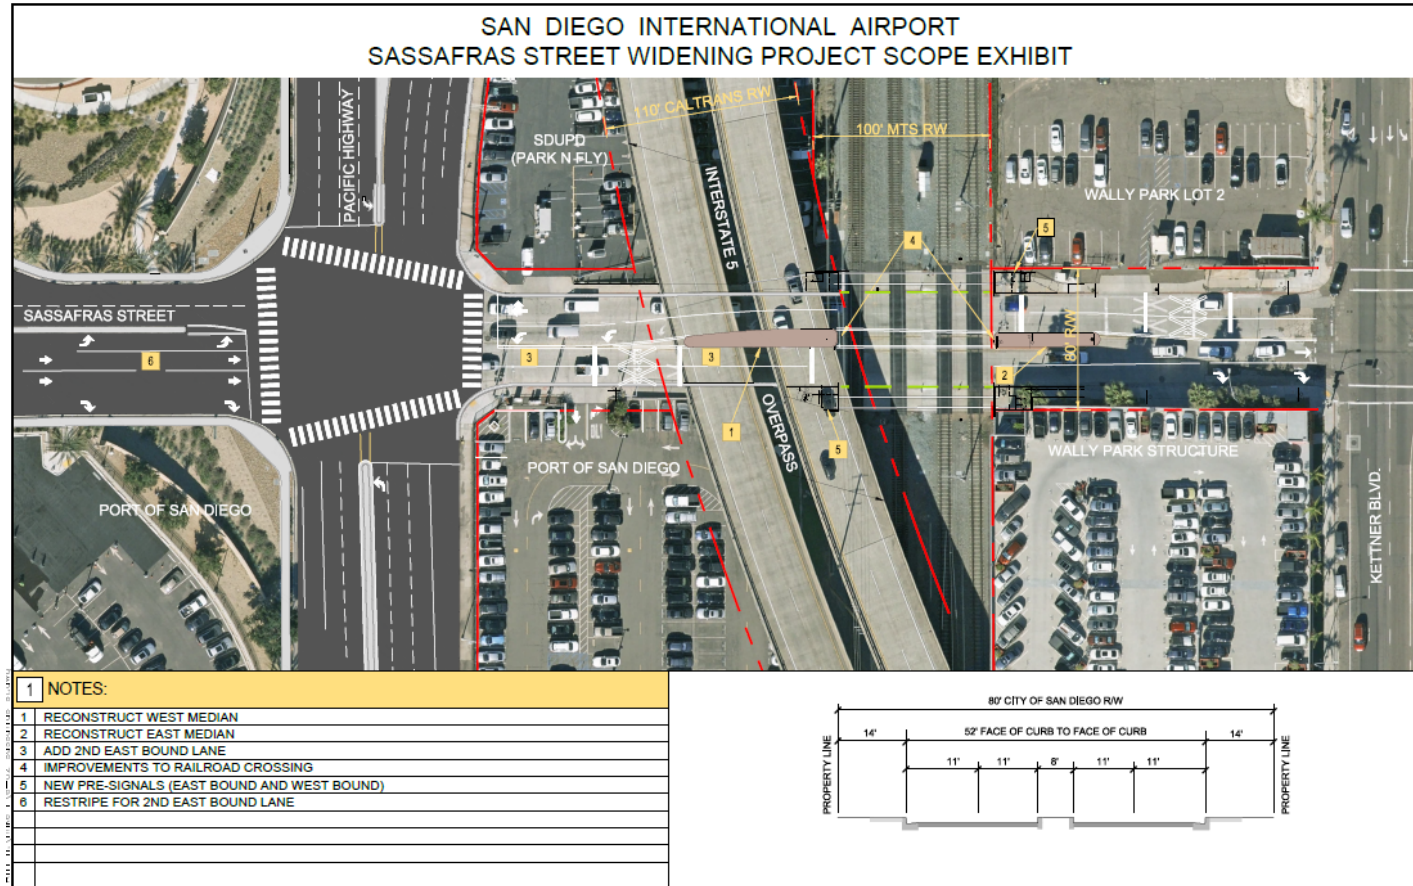 SAN DIEGO INTERNATIONAL AIRPORT
SASSAFRAS STREET WIDENING PROJECT SCOPE EXHIBIT
PACIFIC HIGHWAY
SDUPD
(PARK N FLY)
110' CALTRANS RW
INTERSTATE 5
100' MTS RW
WALLY PARK LOT 2
4
5
SASSAFRAS STREET
6
3
3
80' R/W
2
1
OVERPASS
5
PORT OF SAN DIEGO
WALLY PARK STRUCTURE
PORT OF SAN DIEGO
KETTNER BLVD.
1 NOTES:
1 RECONSTRUCT WEST MEDIAN
2 RECONSTRUCT EAST MEDIAN
3 ADD 2ND EAST BOUND LANE
4 IMPROVEMENTS TO RAILROAD CROSSING
5 NEW PRE-SIGNALS (EAST BOUND AND WEST BOUND)
6 RESTRIPE FOR 2ND EAST BOUND LANE
80' CITY OF SAN DIEGO R/W
14' 52' FACE OF CURB TO FACE OF CURB 14'
11' 11' 8' 11' 11'
PROPERTY LINE
PROPERTY LINE